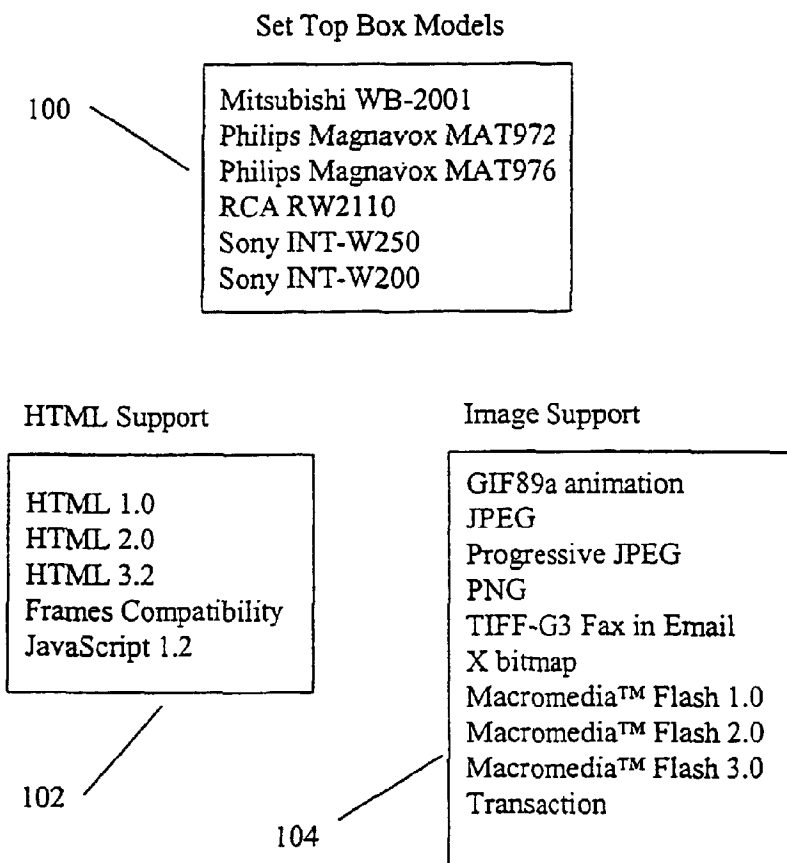 Set Top Box Models
100
Mitsubishi WB-2001
Philips Magnavox MAT972
Philips Magnavox MAT976
RCA RW2110
Sony INT-W250
Sony INT-W200
HTML Support
HTML 1.0
HTML 2.0
HTML 3.2
Frames Compatibility
JavaScript 1.2
102
Image Support
GIF89a animation
JPEG
Progressive JPEG
PNG
TIFF-G3 Fax in Email
X bitmap
Macromedia™ Flash 1.0
Macromedia™ Flash 2.0
Macromedia™ Flash 3.0
Transaction
104